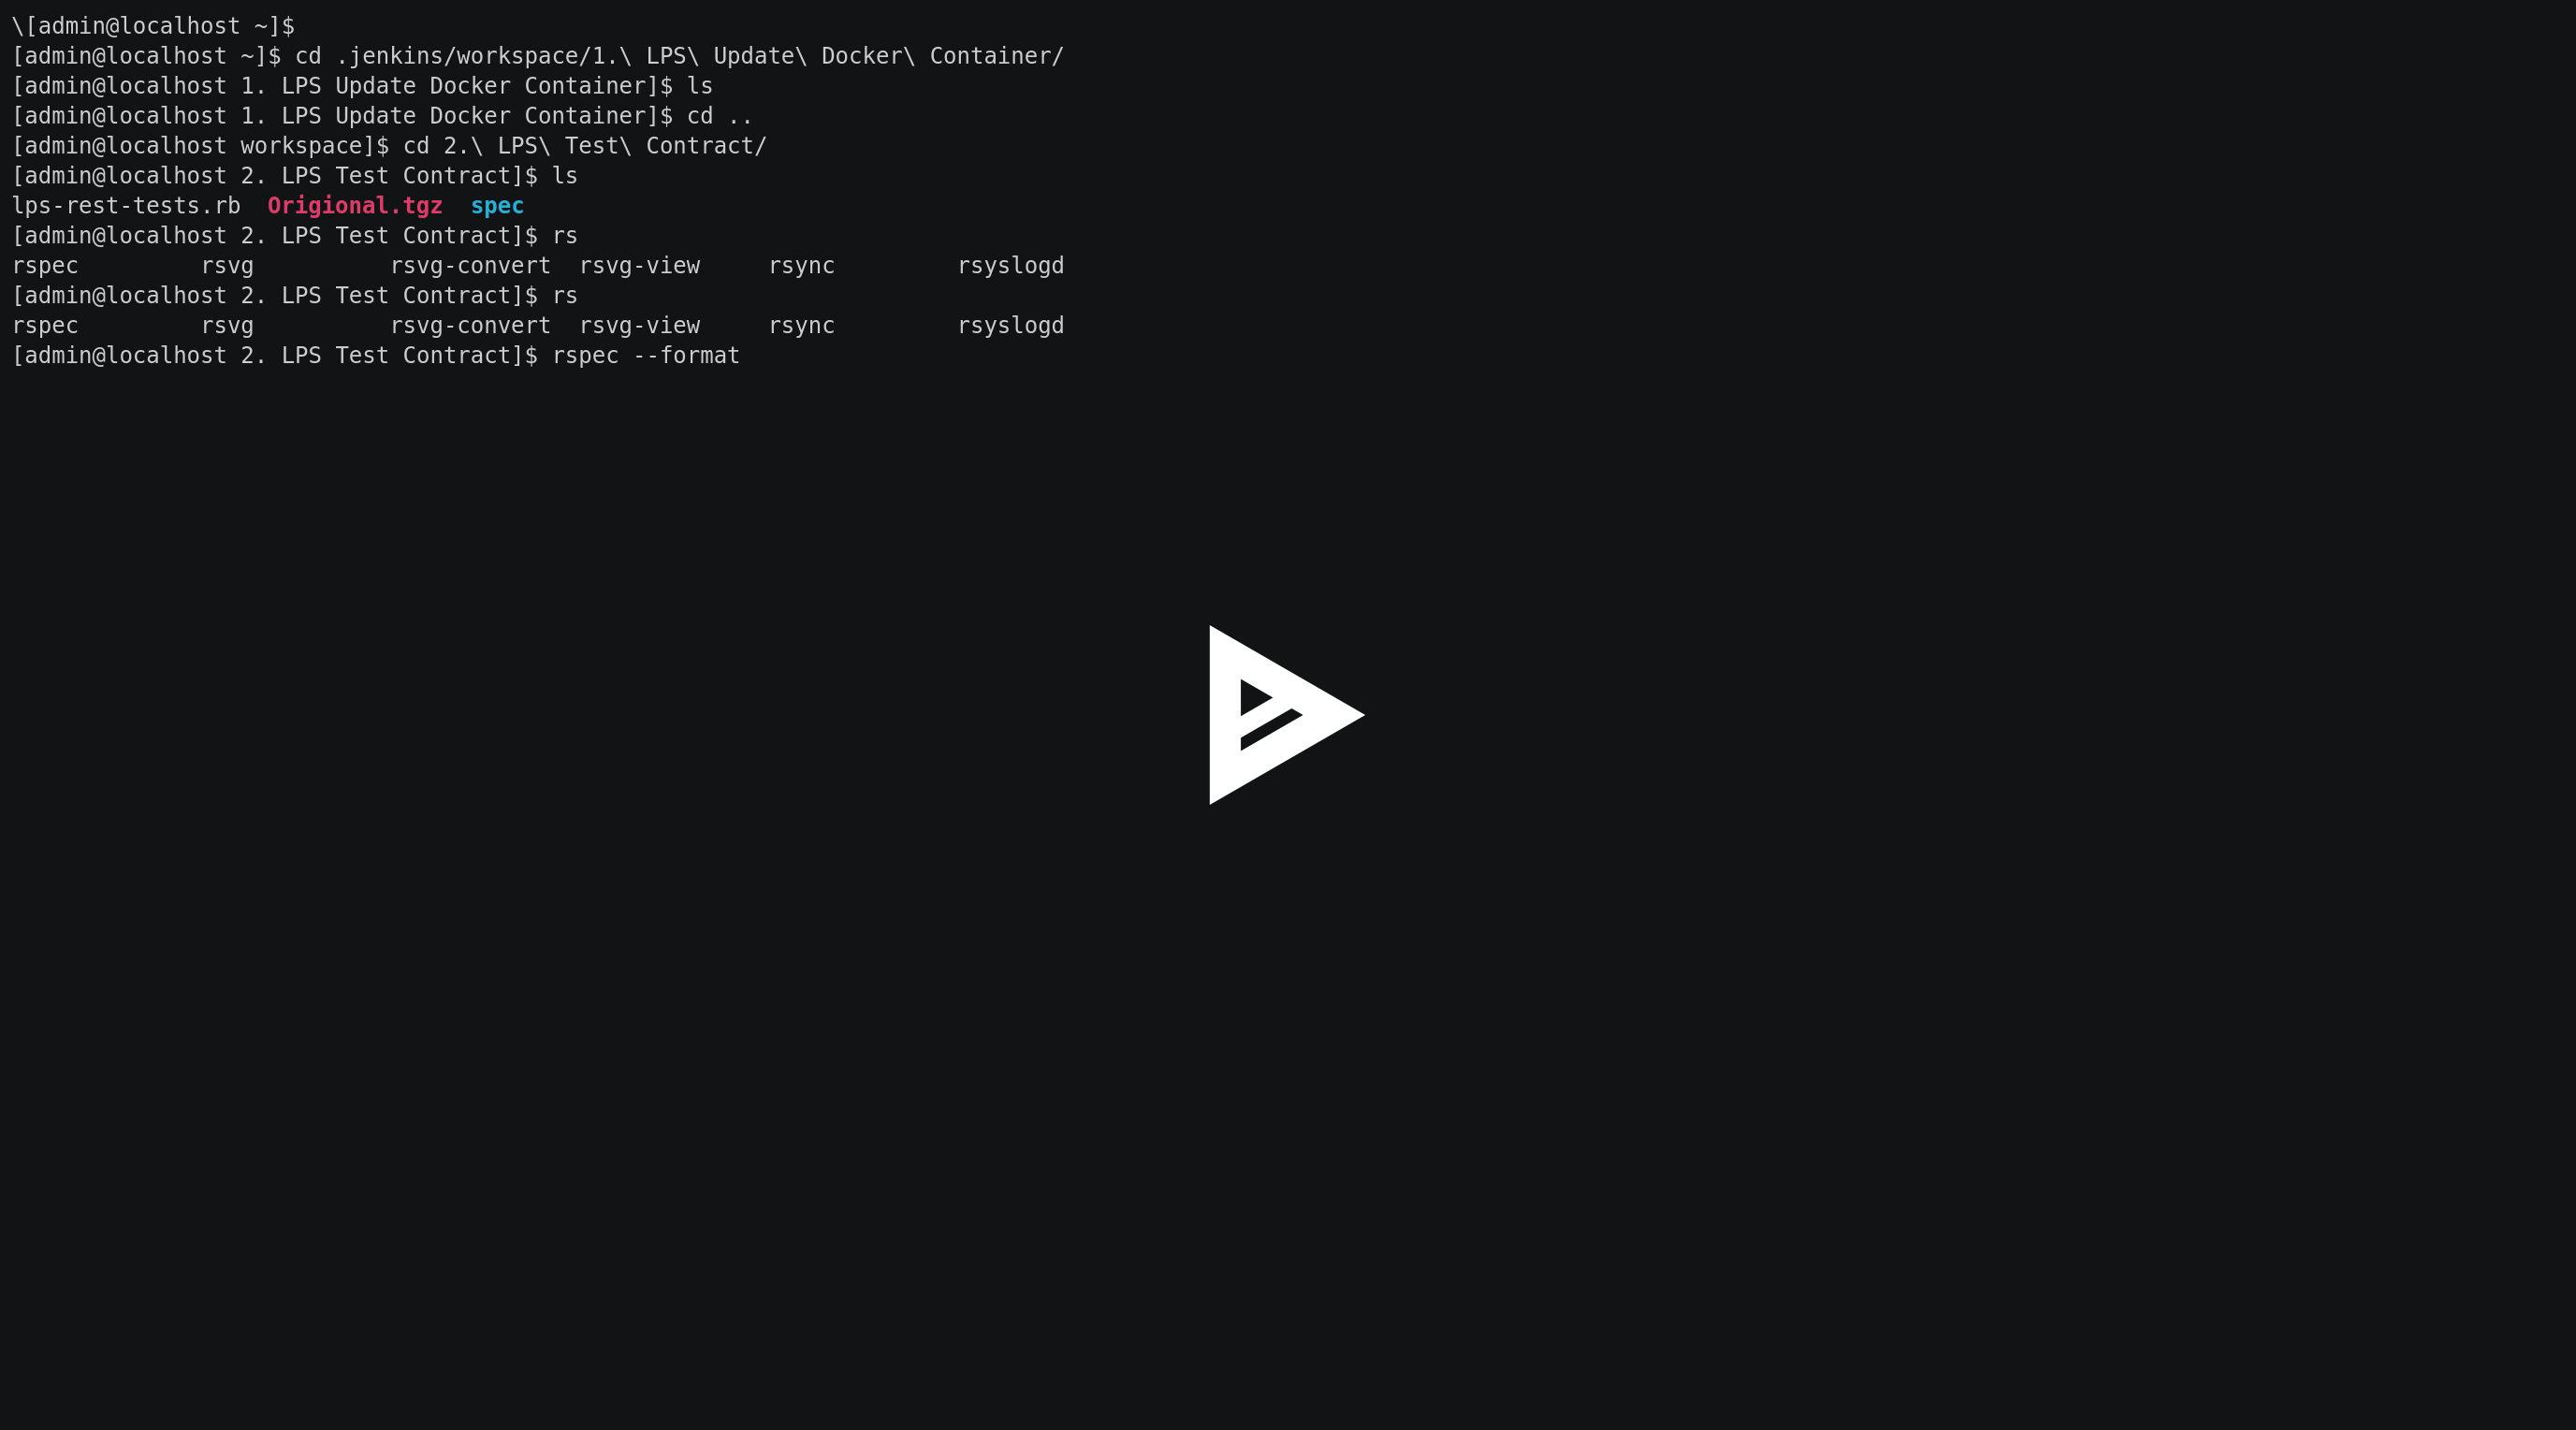 \[admin@localhost ~]$
[admin@localhost ~]$ cd .jenkins/workspace/1.\ LPS\ Update\ Docker\ Container/
[admin@localhost 1. LPS Update Docker Container]$ ls
[admin@localhost 1. LPS Update Docker Container]$ cd ..
[admin@localhost workspace]$ cd 2.\ LPS\ Test\ Contract/
[admin@localhost 2. LPS Test Contract]$ ls
lps-rest-tests.rb  Origional.tgz  spec
[admin@localhost 2. LPS Test Contract]$ rs
rspec         rsvg          rsvg-convert  rsvg-view     rsync         rsyslogd
[admin@localhost 2. LPS Test Contract]$ rs
rspec         rsvg          rsvg-convert  rsvg-view     rsync         rsyslogd
[admin@localhost 2. LPS Test Contract]$ rspec --format